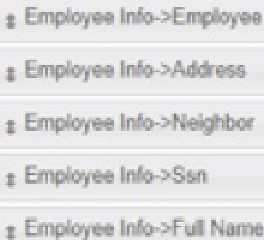 Employee Info->Employee
Employee Info->Address
Employee Info->Neighbor
Employee Info->Ssn
Employee Info->Full Name